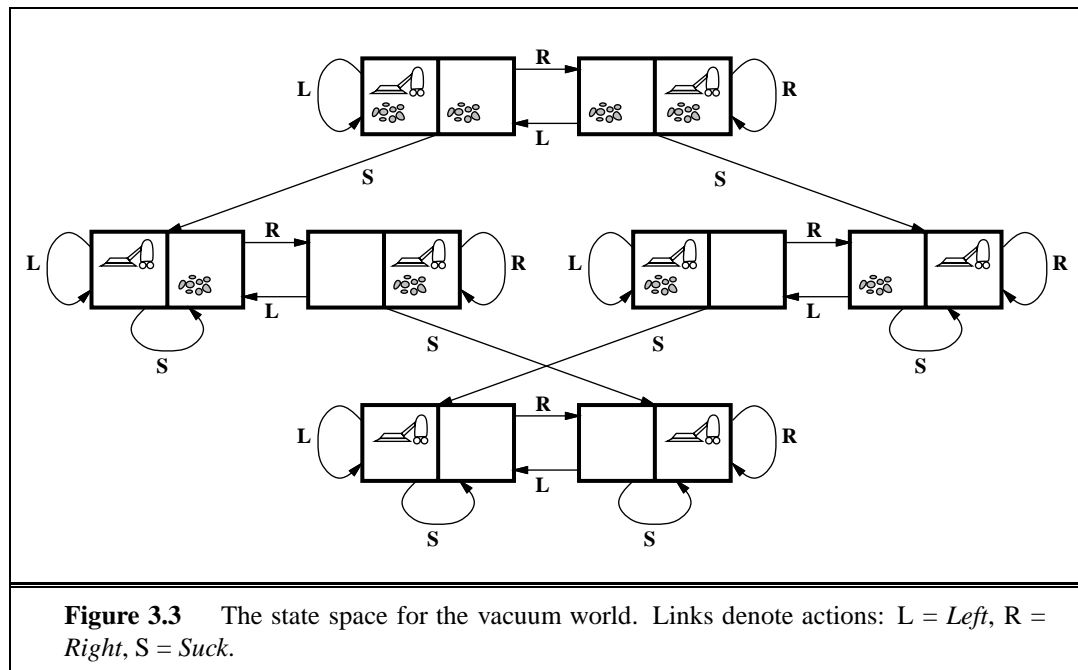 R
L
R
L
S
S
R
R
L
R
L
R
L
L
S
S
S
S
R
L
R
L
S
S
Figure 3.3 The state space for the vacuum world. Links denote actions: L = Left, R =
Right, S = Suck.